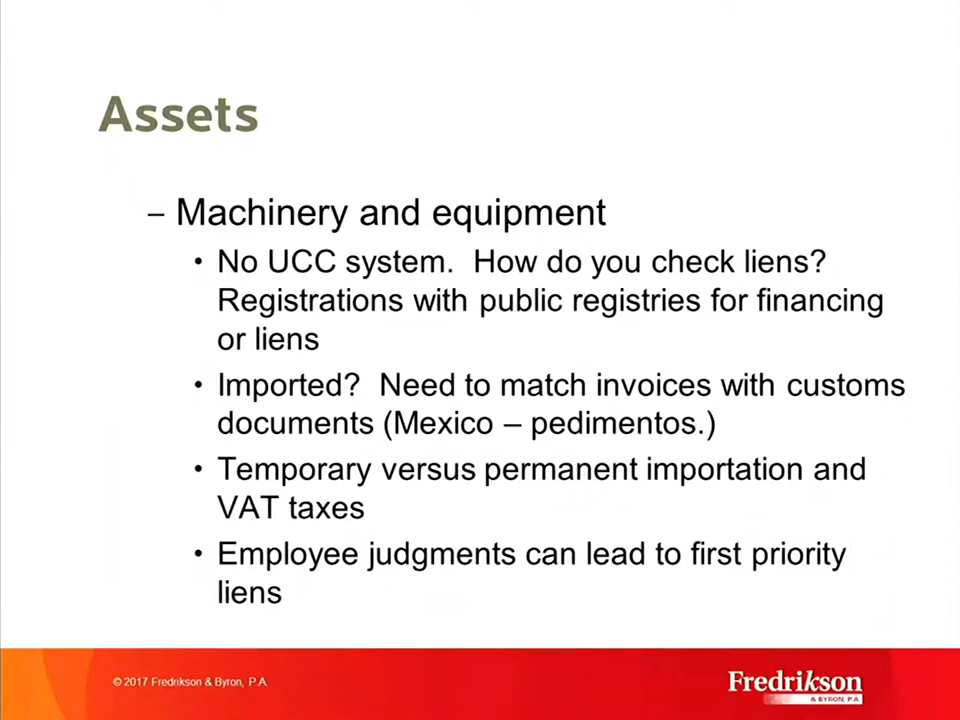 Assets
– Machinery and equipment
• No UCC system.  How do you check liens?
Registrations with public registries for financing
or liens
• Imported?  Need to match invoices with customs
documents (Mexico – pedimentos.)
• Temporary versus permanent importation and
VAT taxes
• Employee judgments can lead to first priority
liens
© 2017 Fredrikson & Byron, P.A.
Fredrikson
& BYRON, P.A.